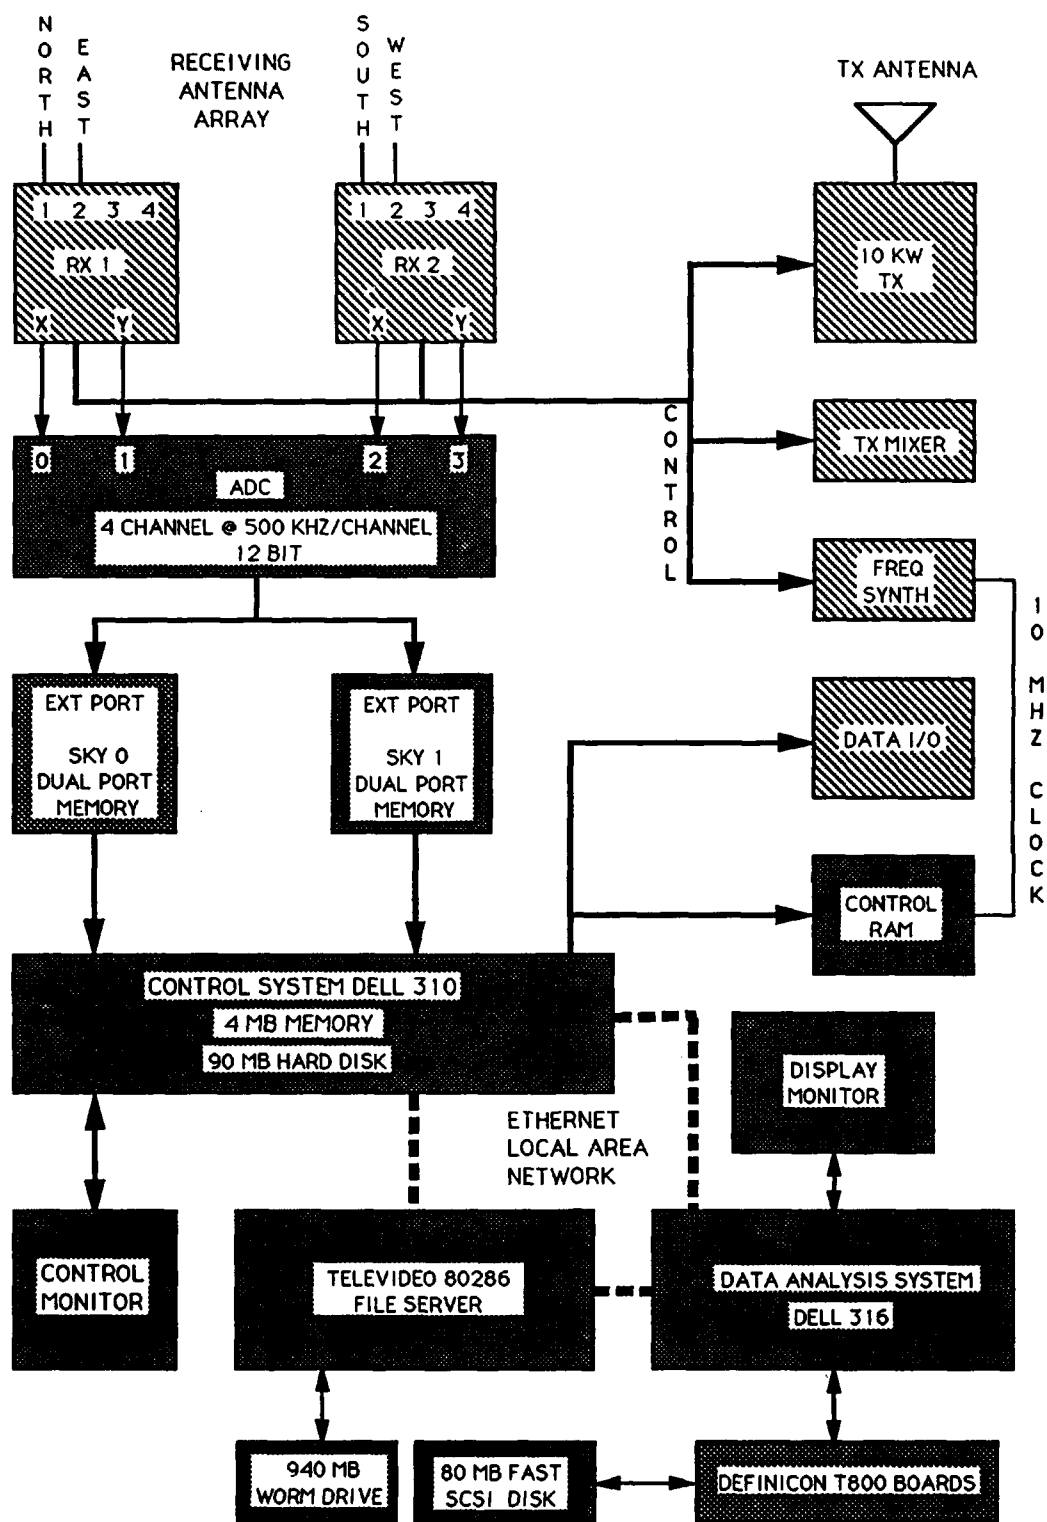 NORTH
EAST
RECEIVING
ANTENNA
ARRAY
SOUTH
WEST
TX ANTENNA
1 2 3 4
RX 1
X Y
1 2 3 4
RX 2
X Y
10 KW
TX
CONTROL
TX MIXER
0 1 2 3
ADC
4 CHANNEL @ 500 KHZ/CHANNEL
12 BIT
FREQ
SYNTH
10 MHZ CLOCK
EXT PORT
SKY 0
DUAL PORT
MEMORY
EXT PORT
SKY 1
DUAL PORT
MEMORY
DATA I/O
CONTROL
RAM
CONTROL SYSTEM DELL 310
4 MB MEMORY
90 MB HARD DISK
DISPLAY
MONITOR
ETHERNET
LOCAL AREA
NETWORK
CONTROL
MONITOR
TELEVIDEO 80286
FILE SERVER
DATA ANALYSIS SYSTEM
DELL 316
940 MB
WORM DRIVE
80 MB FAST
SCSI DISK
DEFINICON T800 BOARDS